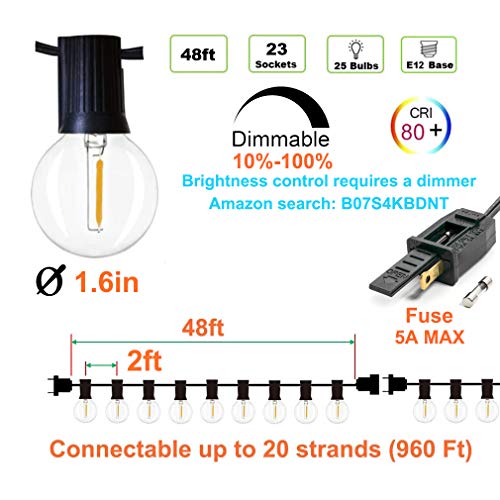 48ft
23
Sockets
25 Bulbs
E12 Base
Dimmable
10%-100%
CRI
80 +
Brightness control requires a dimmer
Amazon search: B07S4KBDNT
OPEN
Ø 1.6in
Fuse
5A MAX
48ft
2ft
Connectable up to 20 strands (960 Ft)